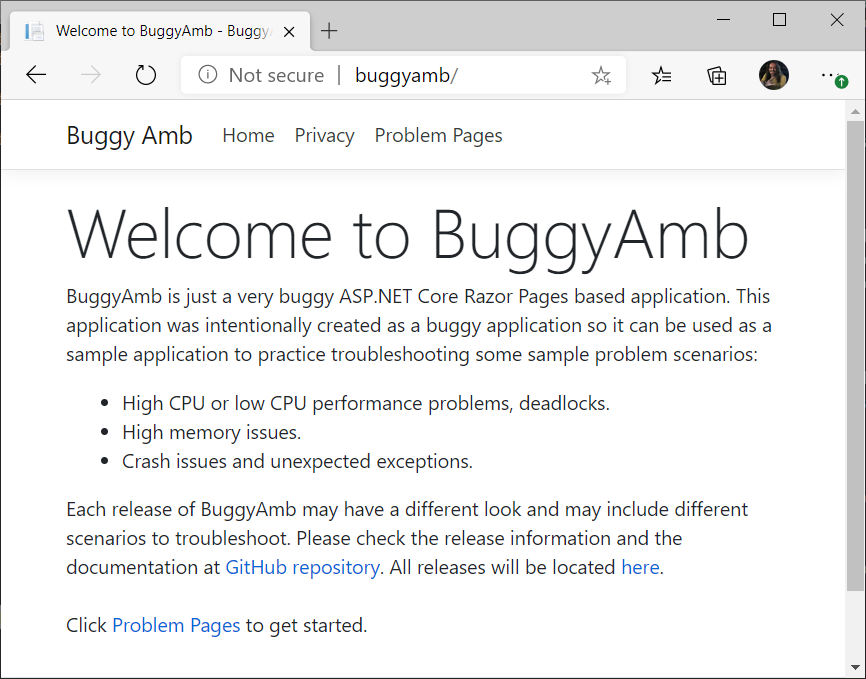 Welcome to BuggyAmb - Buggy
Not secure | buggyamb/
Buggy Amb Home Privacy Problem Pages
Welcome to BuggyAmb
BuggyAmb is just a very buggy ASP.NET Core Razor Pages based application. This
application was intentionally created as a buggy application so it can be used as a
sample application to practice troubleshooting some sample problem scenarios:
• High CPU or low CPU performance problems, deadlocks.
• High memory issues.
• Crash issues and unexpected exceptions.
Each release of BuggyAmb may have a different look and may include different
scenarios to troubleshoot. Please check the release information and the
documentation at GitHub repository. All releases will be located here.
Click Problem Pages to get started.